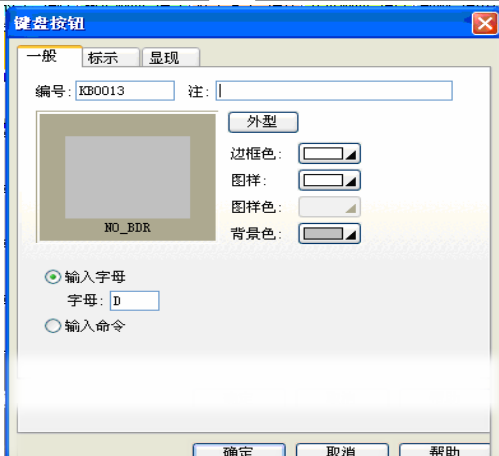 键盘按钮
一般 标示 显现
编号: KB0013 注:
外型
边框色:
图样:
图样色:
NO_BDR 背景色:
输入字母
字母: D
输入命令
确定 取消 帮助